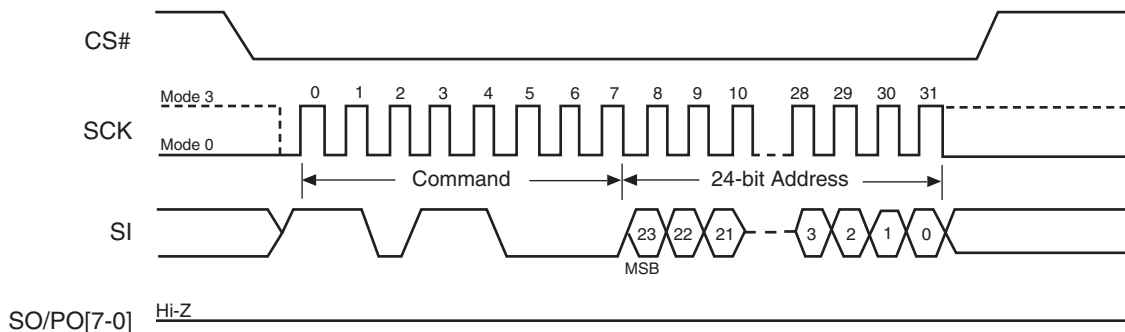 CS#
Mode 3
0 1 2 3 4 5 6 7 8 9 10 28 29 30 31
SCK
Mode 0
Command 24-bit Address
SI
23 22 21 3 2 1 0
MSB
Hi-Z
SO/PO[7-0]